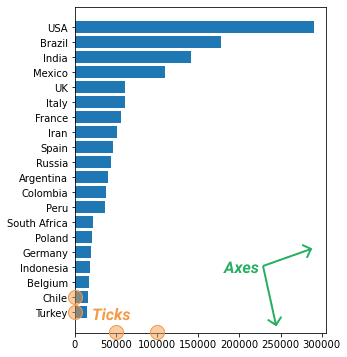 USA
Brazil
India
Mexico
UK
Italy
France
Iran
Spain
Russia
Argentina
Colombia
Peru
South Africa
Poland
Germany
Indonesia
Axes
Belgium
Chile
Turkey
Ticks
0 50000 100000 150000 200000 250000 300000